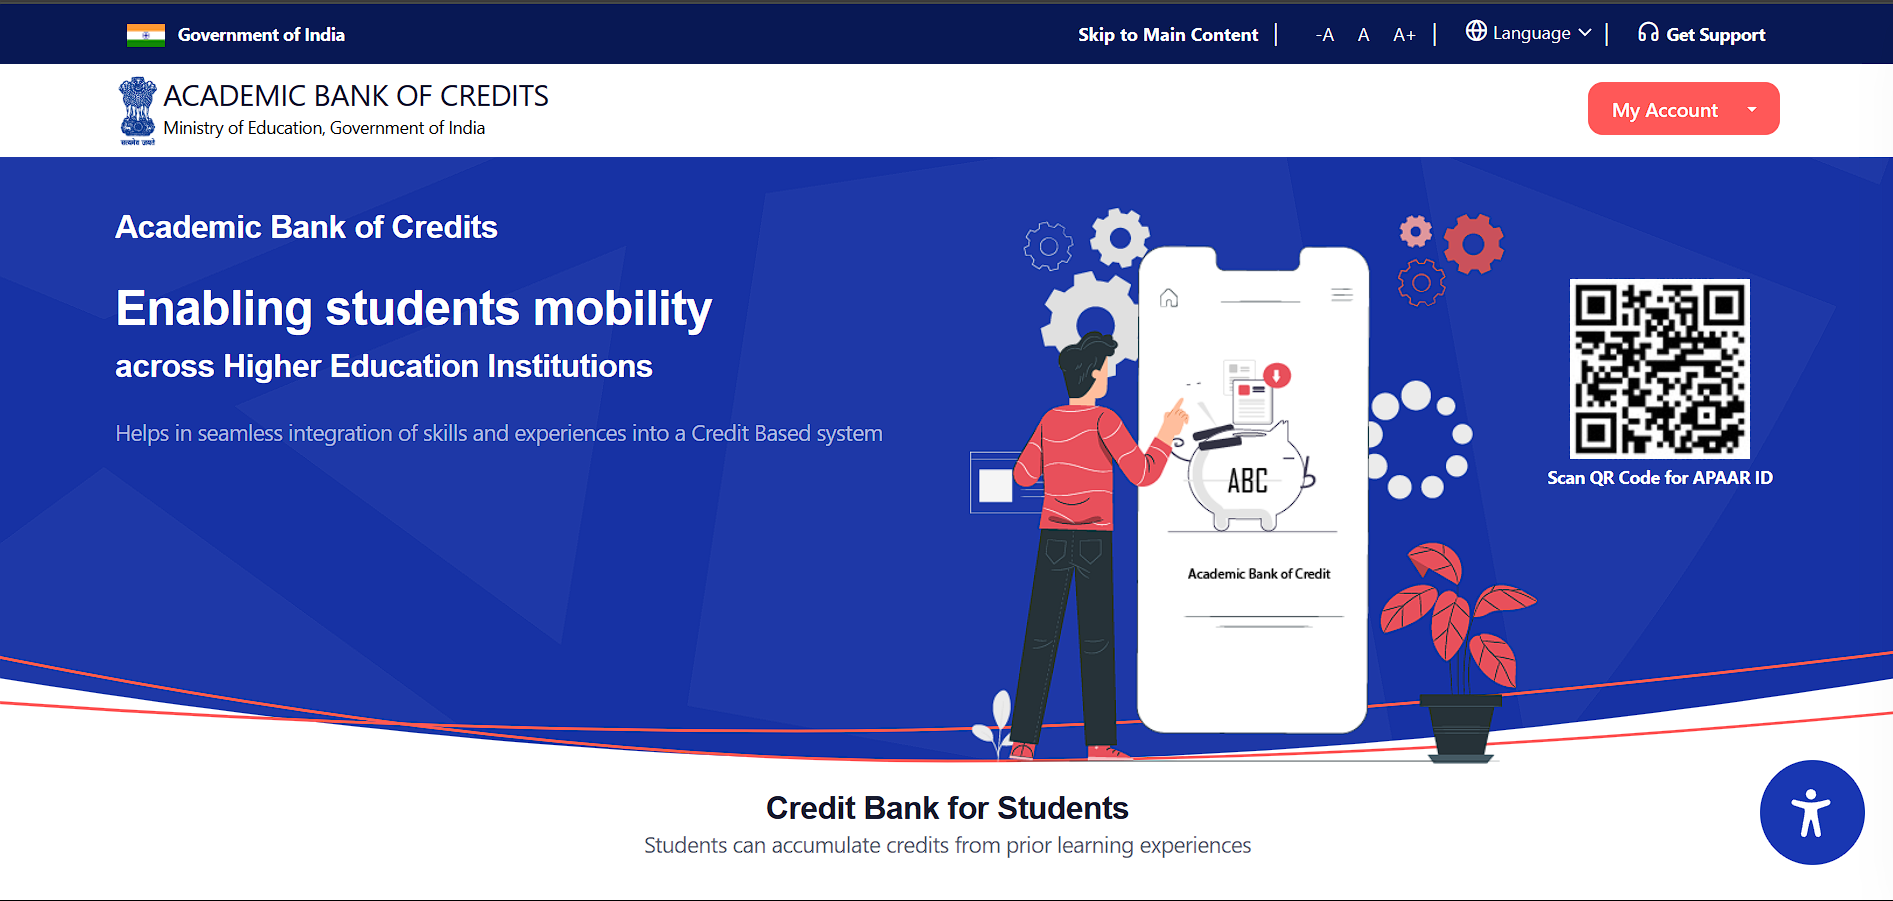 Government of India
Skip to Main Content
-A A A+
Language
Get Support
सत्यमेव जयते
ACADEMIC BANK OF CREDITS
Ministry of Education, Government of India
My Account
Academic Bank of Credits
Enabling students mobility
across Higher Education Institutions
Helps in seamless integration of skills and experiences into a Credit Based system
ABC
Academic Bank of Credit
Scan QR Code for APAAR ID
Credit Bank for Students
Students can accumulate credits from prior learning experiences